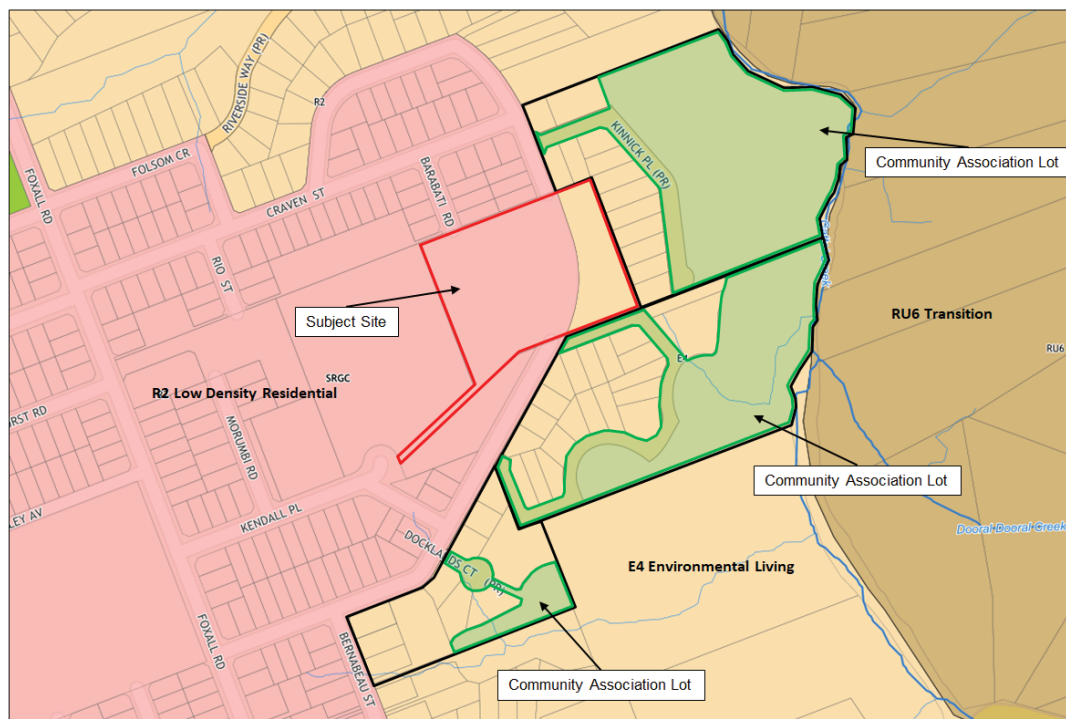 RIVERSIDE WAY (PR)
R2
FOXALL RD
FOLSOM CR
CRAVEN ST
BARABATI RD
KINNICK PL (PR)
Community Association Lot
RIO ST
Subject Site
RU6 Transition
RU6
E4
SRGC
R2 Low Density Residential
MORUMBI RD
KENDALL PL
Community Association Lot
DOCKLANDS CT (PR)
Dooral Dooral Creek
E4 Environmental Living
FOXALL RD
BERNABEAU ST
Community Association Lot